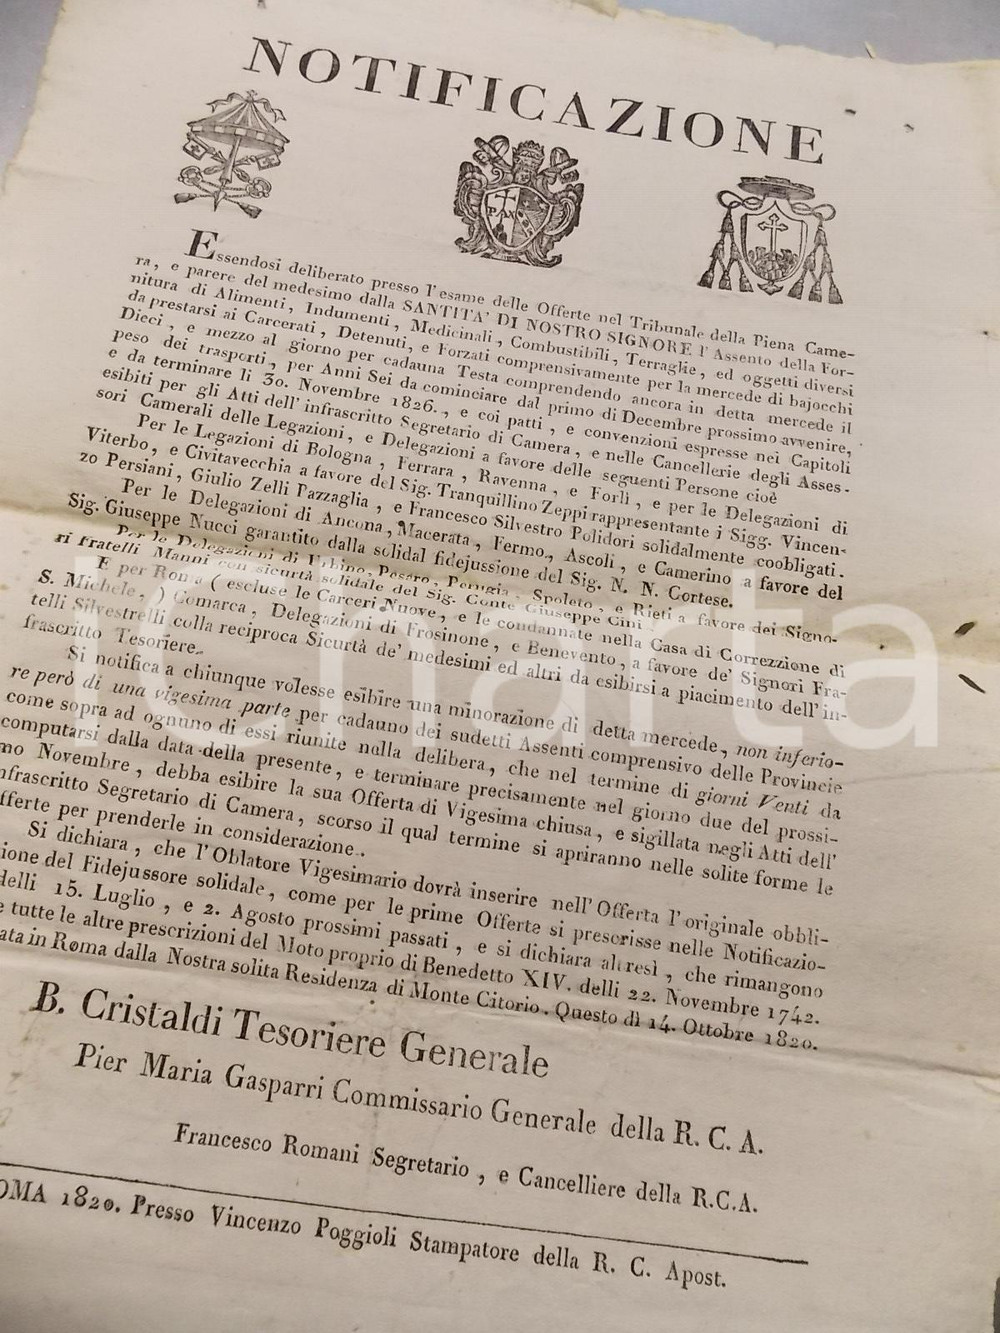 NOTIFICAZIONE
PAX
Essendosi deliberato presso l'esame delle Offerte nel Tribunale della Piena Came-
ra, e parere del medesimo dalla SANTITA' DI NOSTRO SIGNORE l'Assento della For-
nitura di Alimenti, Indumenti, Medicinali, Combustibili, Terraglie, ed oggetti diversi
da prestarsi ai Carcerati, Detenuti, e Forzati comprensivamente per la mercede di bajocchi
Dieci, e mezzo al giorno per cadauna Testa comprendendo ancora in detta mercede il
peso dei trasporti, per Anni Sei da cominciare dal primo di Decembre prossimo avvenire,
e da terminare li 30. Novembre 1826., e coi patti, e convenzioni espresse nei Capitoli
esibiti per gli Atti dell'infrascritto Segretario di Camera, e nelle Cancellerie degli Asses-
sori Camerali delle Legazioni, e Delegazioni a favore delle seguenti Persone cioè
Per le Legazioni di Bologna, Ferrara, Ravenna, e Forlì, e per le Delegazioni di
Viterbo, e Civitavecchia a favore del Sig. Tranquillino Zeppi rappresentante i Sigg. Vincen-
zo Persiani, Giulio Zelli Pazzaglia, e Francesco Silvestro Polidori solidalmente coobligati.
Per le Delegazioni di Ancona, Macerata, Fermo, Ascoli, e Camerino a favore del
Sig. Giuseppe Nucci garantito dalla solidal fidejussione del Sig. N. N. Cortese.
Per le Delegazioni di Urbino, Pesaro, Perugia, Spoleto, e Rieti a favore dei Signo-
ri fratelli Manni con sicurtà solidale del Sig. Conte Giuseppe Cini
E per Roma (escluse le Carceri Nuove, e le condannate nella Casa di Correzzione di
S. Michele,) Comarca, Delegazioni di Frosinone, e Benevento, a favore de' Signori Fra-
telli Silvestrelli colla reciproca Sicurtà de' medesimi ed altri da esibirsi a piacimento dell'in-
frascritto Tesoriere.
Si notifica a chiunque volesse esibire una minorazione di detta mercede, non inferio-
re però di una vigesima parte per cadauno dei sudetti Assenti comprensivo delle Provincie
come sopra ad ognuno di essi riunite nulla delibera, che nel termine di giorni Venti da
computarsi dalla data della presente, e terminare precisamente nel giorno due del prossi-
mo Novembre, debba esibire la sua Offerta di Vigesima chiusa, e sigillata negli Atti dell'
nfrascritto Segretario di Camera, scorso il qual termine si apriranno nelle solite forme le
fferte per prenderle in considerazione.
Si dichiara, che l'Oblatore Vigesimario dovrà inserire nell'Offerta l'originale obbli-
ione del Fidejussore solidale, come per le prime Offerte si prescrisse nelle Notificazio-
delli 15. Luglio, e 2. Agosto prossimi passati, e si dichiara altresì, che rimangono
e tutte le altre prescrizioni del Moto proprio di Benedetto XIV. delli 22. Novembre 1742.
ata in Roma dalla Nostra solita Residenza di Monte Citorio. Questo dì 14. Ottobre 1820.
B. Cristaldi Tesoriere Generale
Pier Maria Gasparri Commissario Generale della R. C. A.
Francesco Romani Segretario, e Cancelliere della R.C.A.
OMA 1820. Presso Vincenzo Poggioli Stampatore della R. C. Apost.